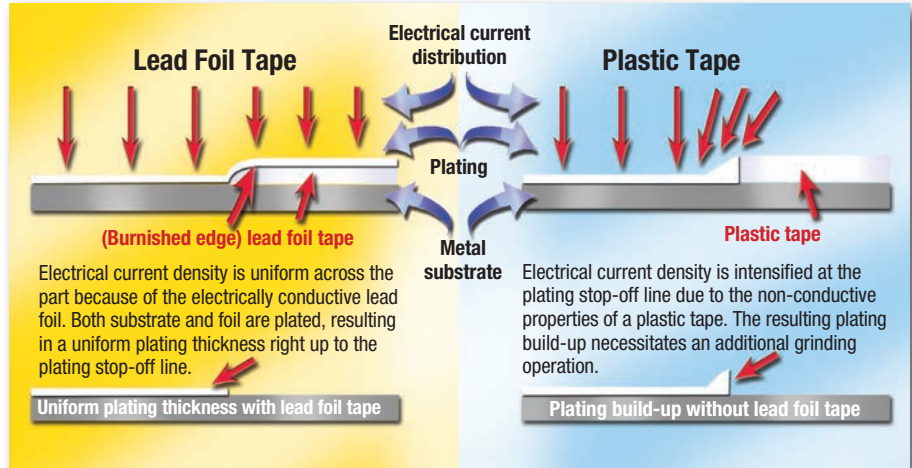 Electrical current
distribution
Lead Foil Tape
Plastic Tape
Plating
(Burnished edge) lead foil tape
Metal
substrate
Plastic tape
Electrical current density is uniform across the
part because of the electrically conductive lead
foil. Both substrate and foil are plated, resulting
in a uniform plating thickness right up to the
plating stop-off line.
Electrical current density is intensified at the
plating stop-off line due to the non-conductive
properties of a plastic tape. The resulting plating
build-up necessitates an additional grinding
operation.
Uniform plating thickness with lead foil tape
Plating build-up without lead foil tape